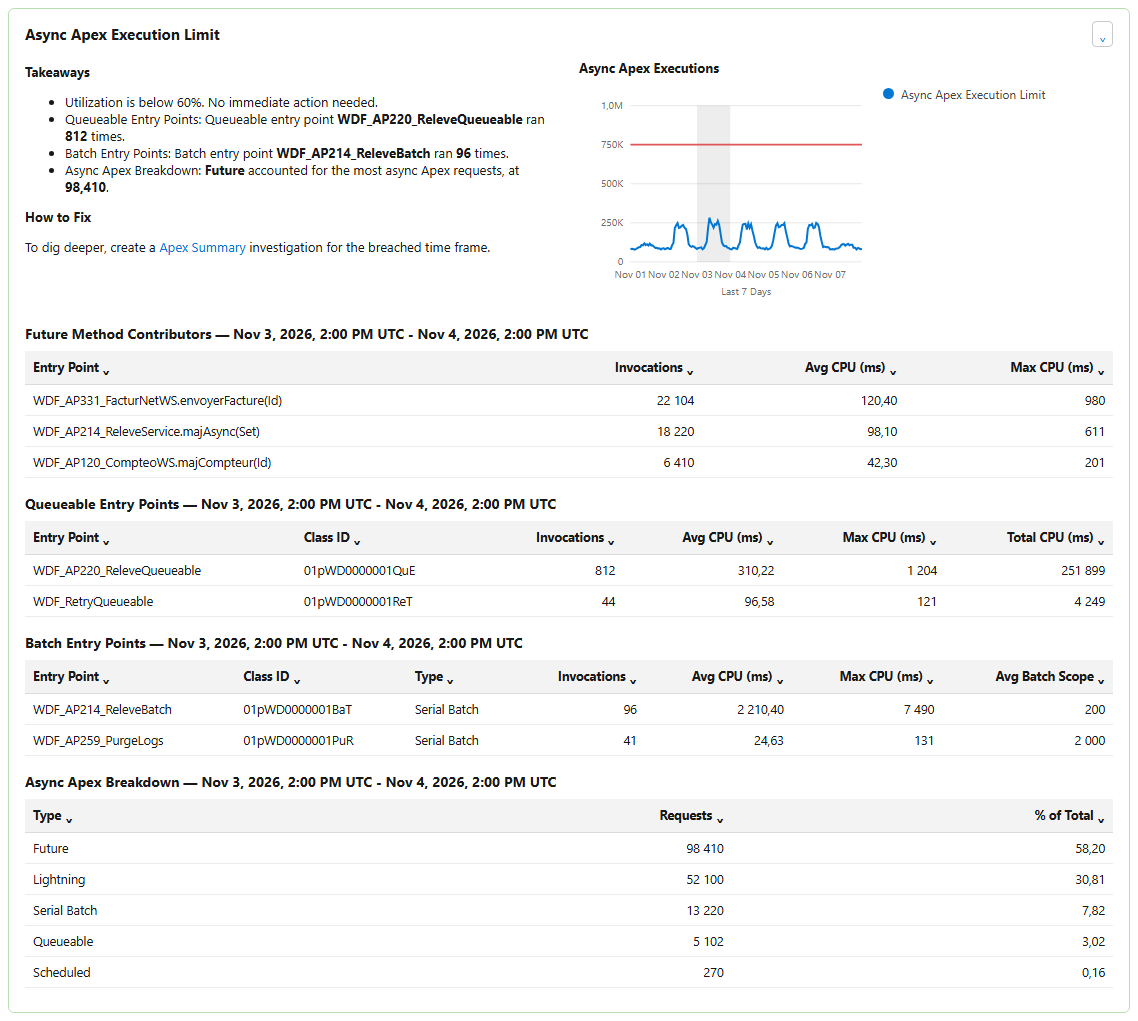 Async Apex Execution Limit
Takeaways
Utilization is below 60%. No immediate action needed.
Queueable Entry Points: Queueable entry point WDF_AP220_ReleveQueueable ran
812 times.
Batch Entry Points: Batch entry point WDF_AP214_ReleveBatch ran 96 times.
Async Apex Breakdown: Future accounted for the most async Apex requests, at
98,410.
How to Fix
To dig deeper, create a Apex Summary investigation for the breached time frame.
Async Apex Executions
Async Apex Execution Limit
1,0M
750K
500K
250K
0
Nov 01 Nov 02 Nov 03 Nov 04 Nov 05 Nov 06 Nov 07
Last 7 Days
Future Method Contributors — Nov 3, 2026, 2:00 PM UTC - Nov 4, 2026, 2:00 PM UTC
Entry Point Invocations Avg CPU (ms) Max CPU (ms)
WDF_AP331_FacturNetWS.envoyerFacture(Id) 22 104 120,40 980
WDF_AP214_ReleveService.majAsync(Set) 18 220 98,10 611
WDF_AP120_CompteoWS.majCompteur(Id) 6 410 42,30 201
Queueable Entry Points — Nov 3, 2026, 2:00 PM UTC - Nov 4, 2026, 2:00 PM UTC
Entry Point Class ID Invocations Avg CPU (ms) Max CPU (ms) Total CPU (ms)
WDF_AP220_ReleveQueueable 01pWD0000001QuE 812 310,22 1 204 251 899
WDF_RetryQueueable 01pWD0000001ReT 44 96,58 121 4 249
Batch Entry Points — Nov 3, 2026, 2:00 PM UTC - Nov 4, 2026, 2:00 PM UTC
Entry Point Class ID Type Invocations Avg CPU (ms) Max CPU (ms) Avg Batch Scope
WDF_AP214_ReleveBatch 01pWD0000001BaT Serial Batch 96 2 210,40 7 490 200
WDF_AP259_PurgeLogs 01pWD0000001PuR Serial Batch 41 24,63 131 2 000
Async Apex Breakdown — Nov 3, 2026, 2:00 PM UTC - Nov 4, 2026, 2:00 PM UTC
Type Requests % of Total
Future 98 410 58,20
Lightning 52 100 30,81
Serial Batch 13 220 7,82
Queueable 5 102 3,02
Scheduled 270 0,16